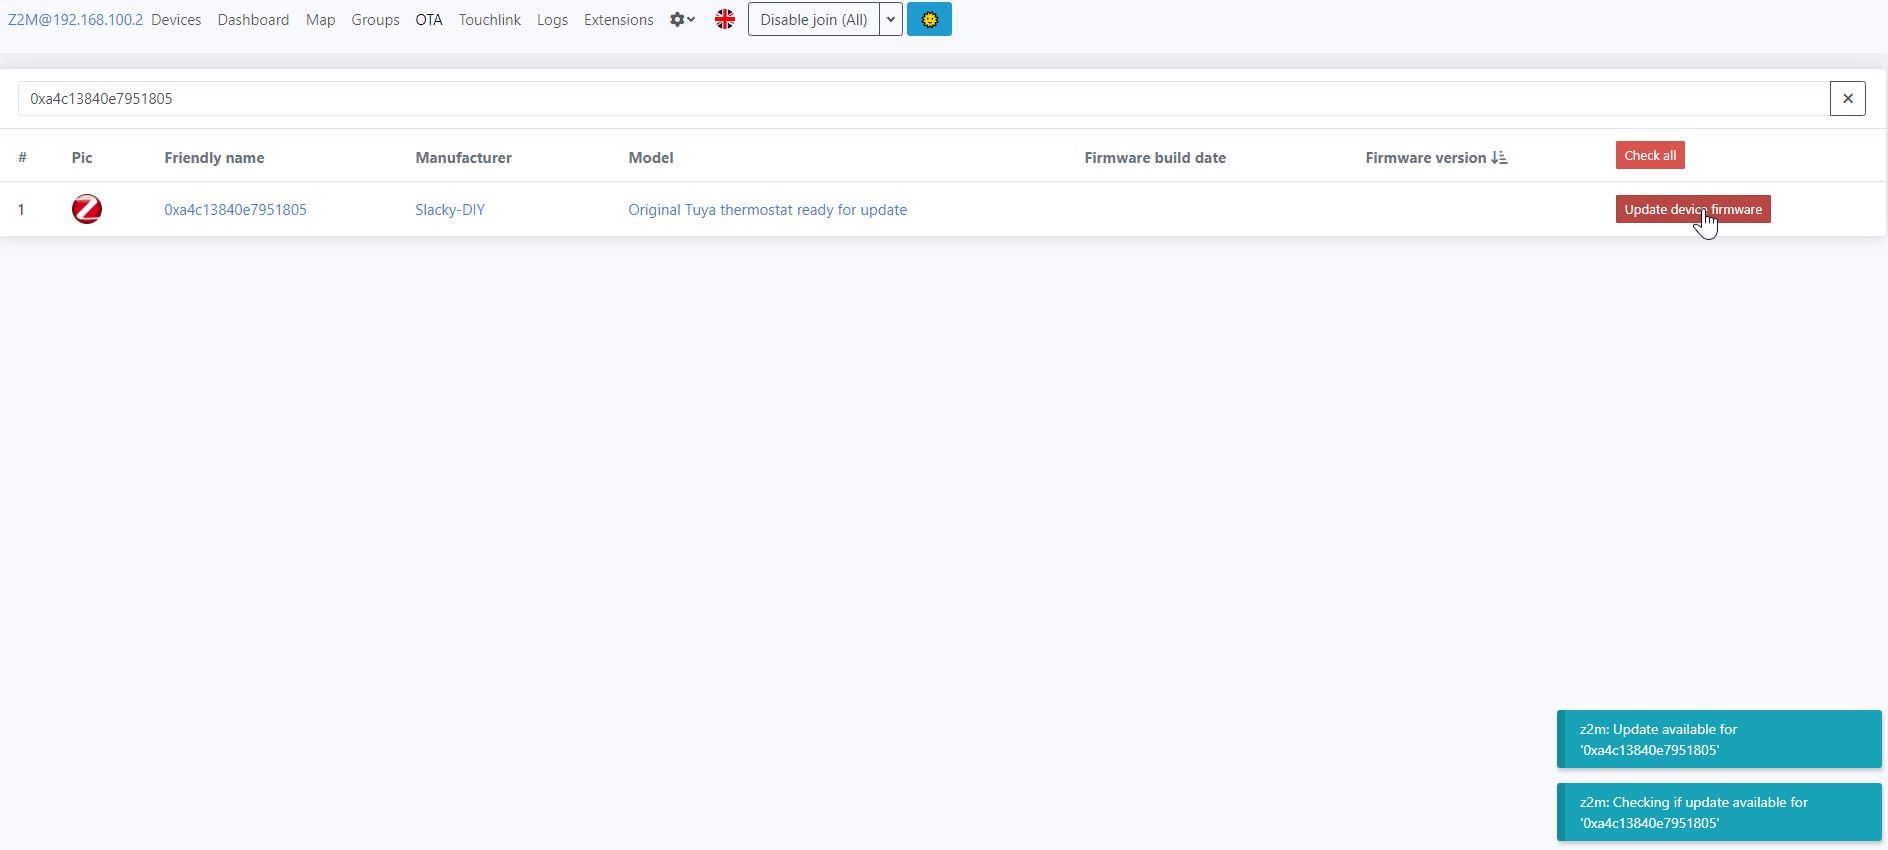 Z2M@192.168.100.2 Devices Dashboard Map Groups OTA Touchlink Logs Extensions Disable join (All)
0xa4c13840e7951805
# Pic Friendly name Manufacturer Model Firmware build date Firmware version Check all
1 0xa4c13840e7951805 Slacky-DIY Original Tuya thermostat ready for update Update device firmware
z2m: Update available for
'0xa4c13840e7951805'
z2m: Checking if update available for
'0xa4c13840e7951805'